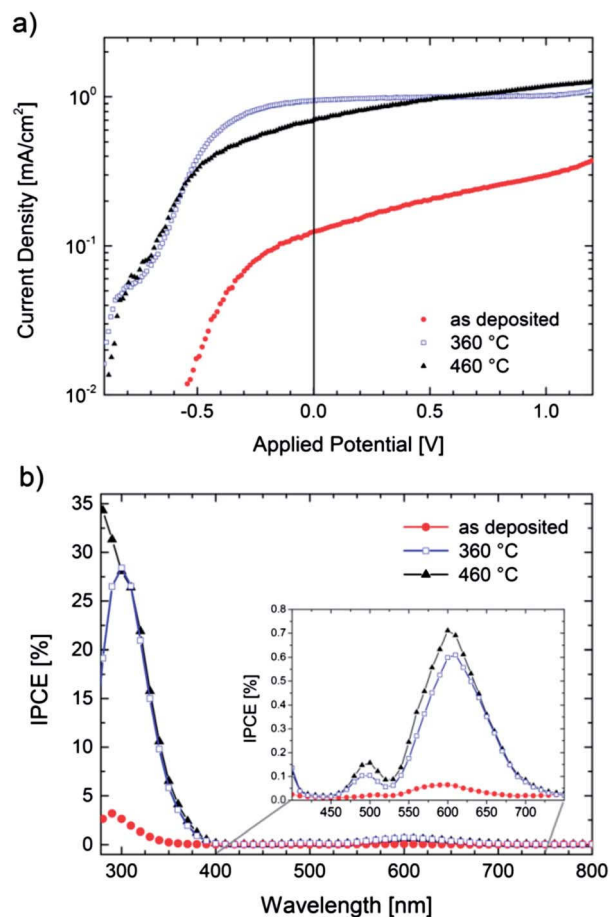 a)
Current Density [mA/cm²]
10⁰
10⁻¹
10⁻²
as deposited
360 °C
460 °C
-0.5 0.0 0.5 1.0
Applied Potential [V]
b)
IPCE [%]
35
30
25
20
15
10
5
0
as deposited
360 °C
460 °C
IPCE [%]
0.8
0.7
0.6
0.5
0.4
0.3
0.2
0.1
0.0
450 500 550 600 650 700
300 400 500 600 700 800
Wavelength [nm]